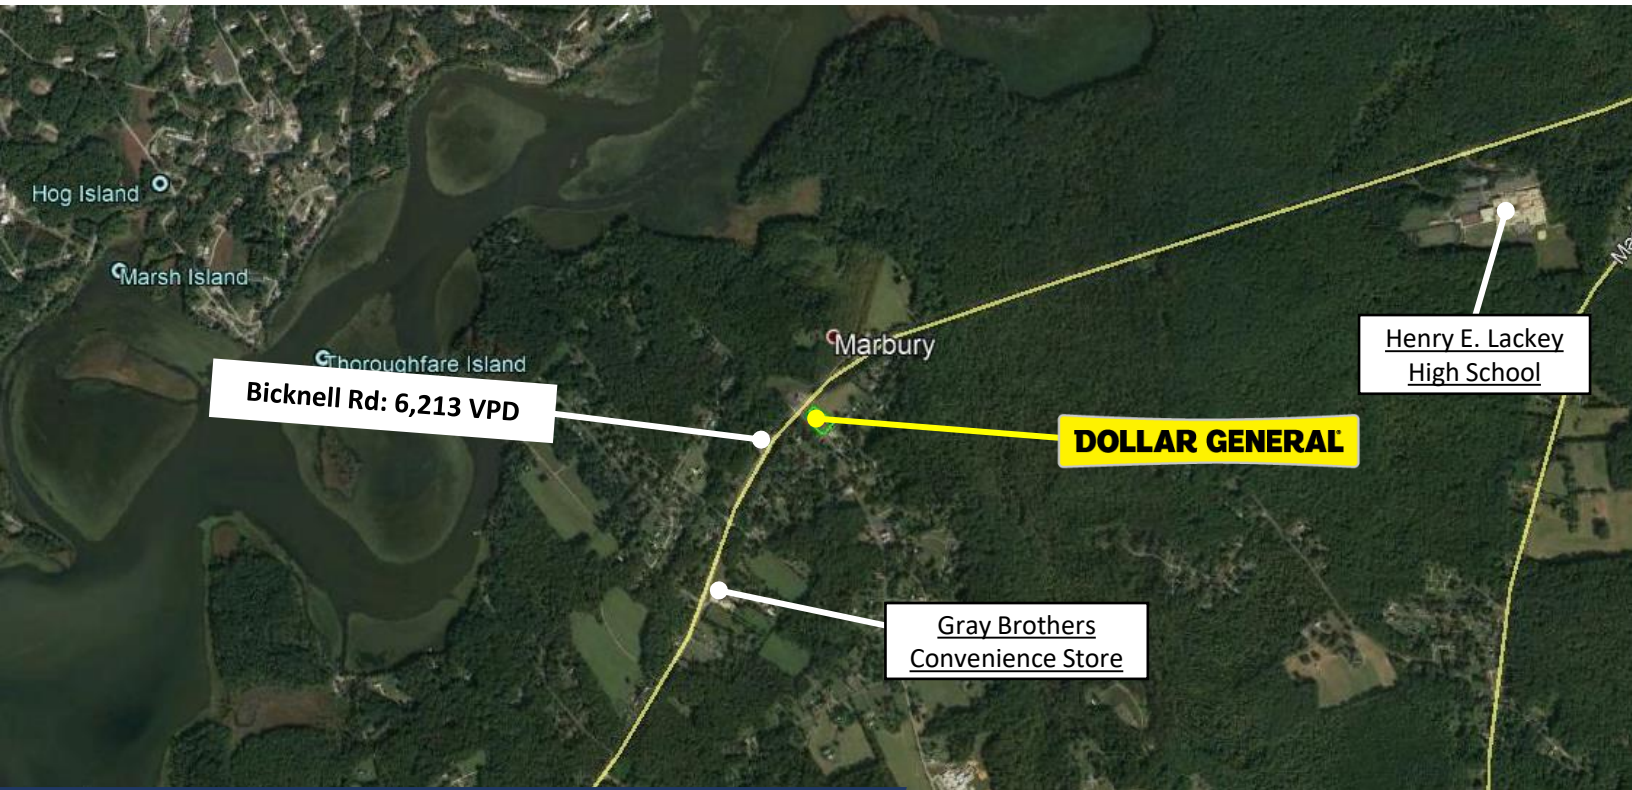 Hog Island
Marsh Island
Thoroughfare Island
Bicknell Rd: 6,213 VPD
Marbury
DOLLAR GENERAL
Henry E. Lackey
High School
Gray Brothers
Convenience Store